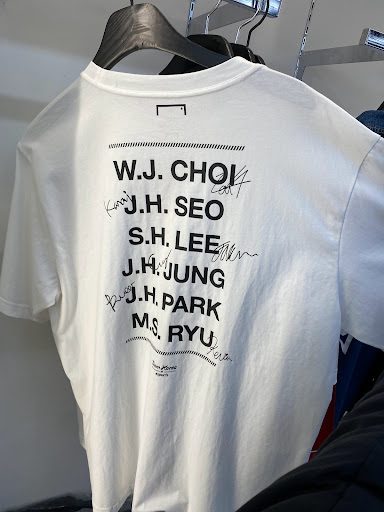 W.J. CHOI
J.H. SEO
S.H. LEE
J.H. JUNG
J.H. PARK
M.S. RYU